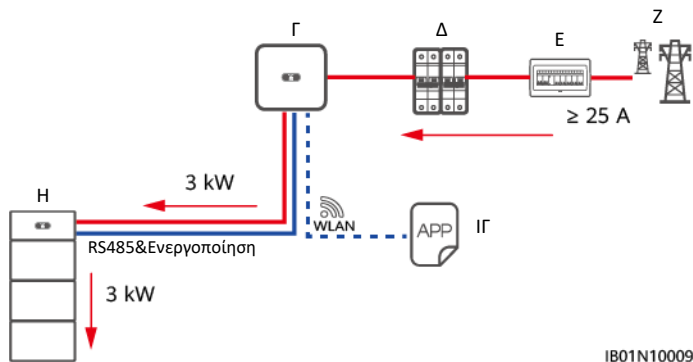 Γ
Δ
Ε
Ζ
≥ 25 A
3 kW
Η
WLAN
APP
ΙΓ
RS485&Ενεργοποίηση
3 kW
IB01N10009